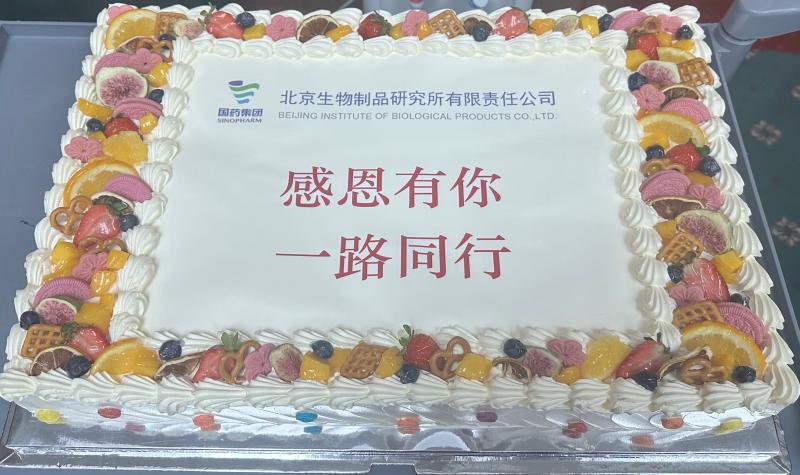 国药集团
SINOPHARM
北京生物制品研究所有限责任公司
BEIJING INSTITUTE OF BIOLOGICAL PRODUCTS CO.,LTD.
感恩有你
一路同行